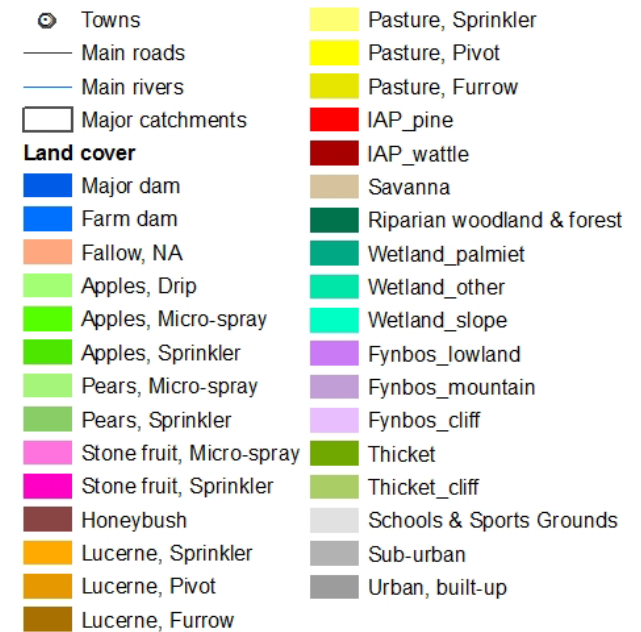 Towns
Main roads
Main rivers
Major catchments
Land cover
Major dam
Farm dam
Fallow, NA
Apples, Drip
Apples, Micro-spray
Apples, Sprinkler
Pears, Micro-spray
Pears, Sprinkler
Stone fruit, Micro-spray
Stone fruit, Sprinkler
Honeybush
Lucerne, Sprinkler
Lucerne, Pivot
Lucerne, Furrow
Pasture, Sprinkler
Pasture, Pivot
Pasture, Furrow
IAP_pine
IAP_wattle
Savanna
Riparian woodland & forest
Wetland_palmiet
Wetland_other
Wetland_slope
Fynbos_lowland
Fynbos_mountain
Fynbos_cliff
Thicket
Thicket_cliff
Schools & Sports Grounds
Sub-urban
Urban, built-up